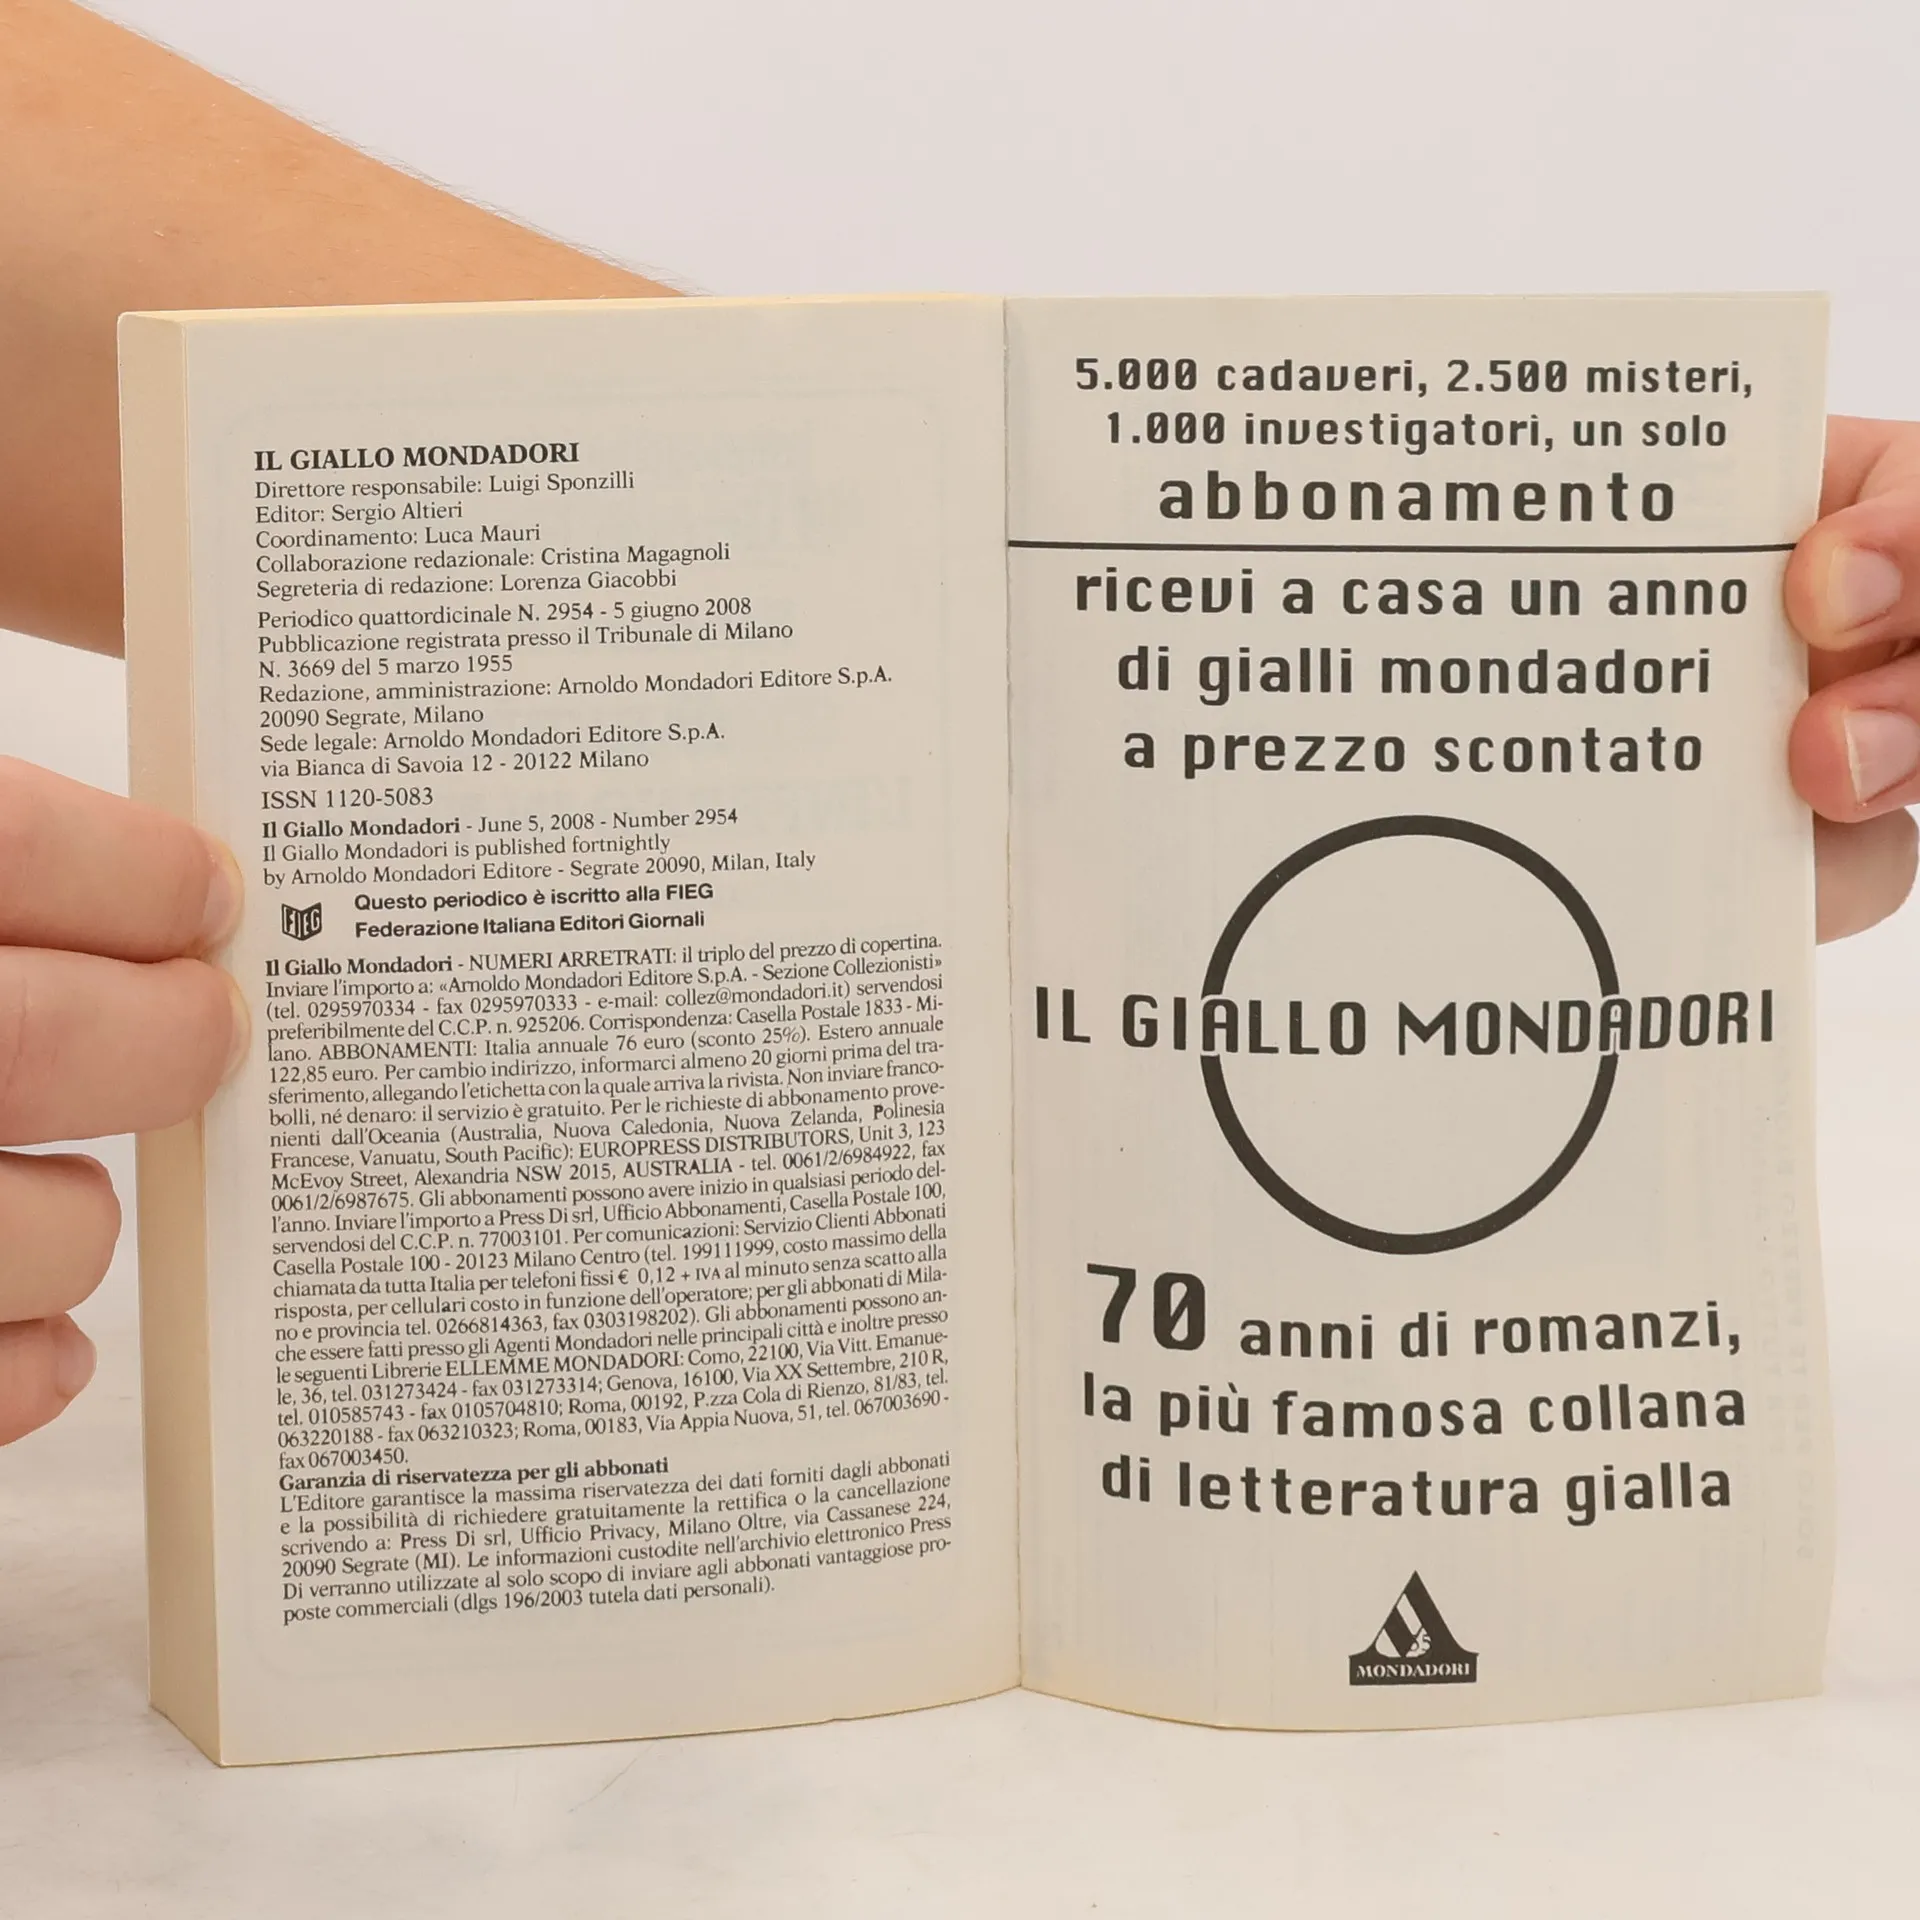 IL GIALLO MONDADORI
Direttore responsabile: Luigi Sponzilli
Editor: Sergio Altieri
Coordinamento: Luca Mauri
Collaborazione redazionale: Cristina Magagnoli
Segreteria di redazione: Lorenza Giacobbi
Periodico quattordicinale N. 2954 - 5 giugno 2008
Pubblicazione registrata presso il Tribunale di Milano
N. 3669 del 5 marzo 1955
Redazione, amministrazione: Arnoldo Mondadori Editore S.p.A.
20090 Segrate, Milano
Sede legale: Arnoldo Mondadori Editore S.p.A.
via Bianca di Savoia 12 - 20122 Milano
ISSN 1120-5083
Il Giallo Mondadori - June 5, 2008 - Number 2954
Il Giallo Mondadori is published fortnightly
by Arnoldo Mondadori Editore - Segrate 20090, Milan, Italy
FIEG
Questo periodico è iscritto alla FIEG
Federazione Italiana Editori Giornali
Il Giallo Mondadori - NUMERI ARRETRATI: il triplo del prezzo di copertina.
Inviare l'importo a: «Arnoldo Mondadori Editore S.p.A. - Sezione Collezionisti»
(tel. 0295970334 - fax 0295970333 - e-mail: collez@mondadori.it) servendosi
preferibilmente del C.C.P. n. 925206. Corrispondenza: Casella Postale 1833 - Mi-
lano. ABBONAMENTI: Italia annuale 76 euro (sconto 25%). Estero annuale
122,85 euro. Per cambio indirizzo, informarci almeno 20 giorni prima del tra-
sferimento, allegando l'etichetta con la quale arriva la rivista. Non inviare franco-
bolli, né denaro: il servizio è gratuito. Per le richieste di abbonamento prove-
nienti dall'Oceania (Australia, Nuova Caledonia, Nuova Zelanda, Polinesia
Francese, Vanuatu, South Pacific): EUROPRESS DISTRIBUTORS, Unit 3, 123
McEvoy Street, Alexandria NSW 2015, AUSTRALIA - tel. 0061/2/6984922, fax
0061/2/6987675. Gli abbonamenti possono avere inizio in qualsiasi periodo del-
l'anno. Inviare l'importo a Press Di srl, Ufficio Abbonamenti, Casella Postale 100,
servendosi del C.C.P. n. 77003101. Per comunicazioni: Servizio Clienti Abbonati
Casella Postale 100 - 20123 Milano Centro (tel. 199111999, costo massimo della
chiamata da tutta Italia per telefoni fissi € 0,12 + IVA al minuto senza scatto alla
risposta, per cellulari costo in funzione dell'operatore; per gli abbonati di Mila-
no e provincia tel. 0266814363, fax 0303198202). Gli abbonamenti possono an-
che essere fatti presso gli Agenti Mondadori nelle principali città e inoltre presso
le seguenti Librerie ELLEMME MONDADORI: Como, 22100, Via Vitt. Emanue-
le, 36, tel. 031273424 - fax 031273314; Genova, 16100, Via XX Settembre, 210 R,
tel. 010585743 - fax 0105704810; Roma, 00192, P.zza Cola di Rienzo, 81/83, tel.
063220188 - fax 063210323; Roma, 00183, Via Appia Nuova, 51, tel. 067003690 -
fax 067003450.
Garanzia di riservatezza per gli abbonati
L'Editore garantisce la massima riservatezza dei dati forniti dagli abbonati
e la possibilità di richiedere gratuitamente la rettifica o la cancellazione
scrivendo a: Press Di srl, Ufficio Privacy, Milano Oltre, via Cassanese 224,
20090 Segrate (MI). Le informazioni custodite nell'archivio elettronico Press
Di verranno utilizzate al solo scopo di inviare agli abbonati vantaggiose pro-
poste commerciali (dlgs 196/2003 tutela dati personali).
5.000 cadaveri, 2.500 misteri,
1.000 investigatori, un solo
abbonamento
ricevi a casa un anno
di gialli mondadori
a prezzo scontato
IL GIALLO MONDADORI
70 anni di romanzi,
la più famosa collana
di letteratura gialla
MONDADORI